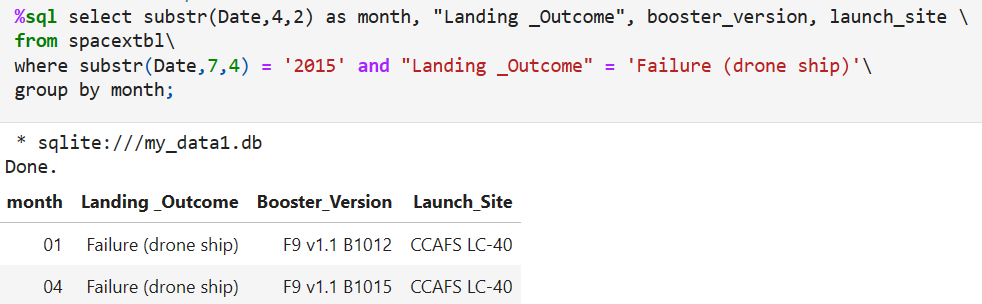 %sql select substr(Date,4,2) as month, "Landing _Outcome", booster_version, launch_site \
from spacextbl\
where substr(Date,7,4) = '2015' and "Landing _Outcome" = 'Failure (drone ship)'\
group by month;
* sqlite:///my_data1.db
Done.
month Landing _Outcome Booster_Version Launch_Site
01 Failure (drone ship) F9 v1.1 B1012 CCAFS LC-40
04 Failure (drone ship) F9 v1.1 B1015 CCAFS LC-40